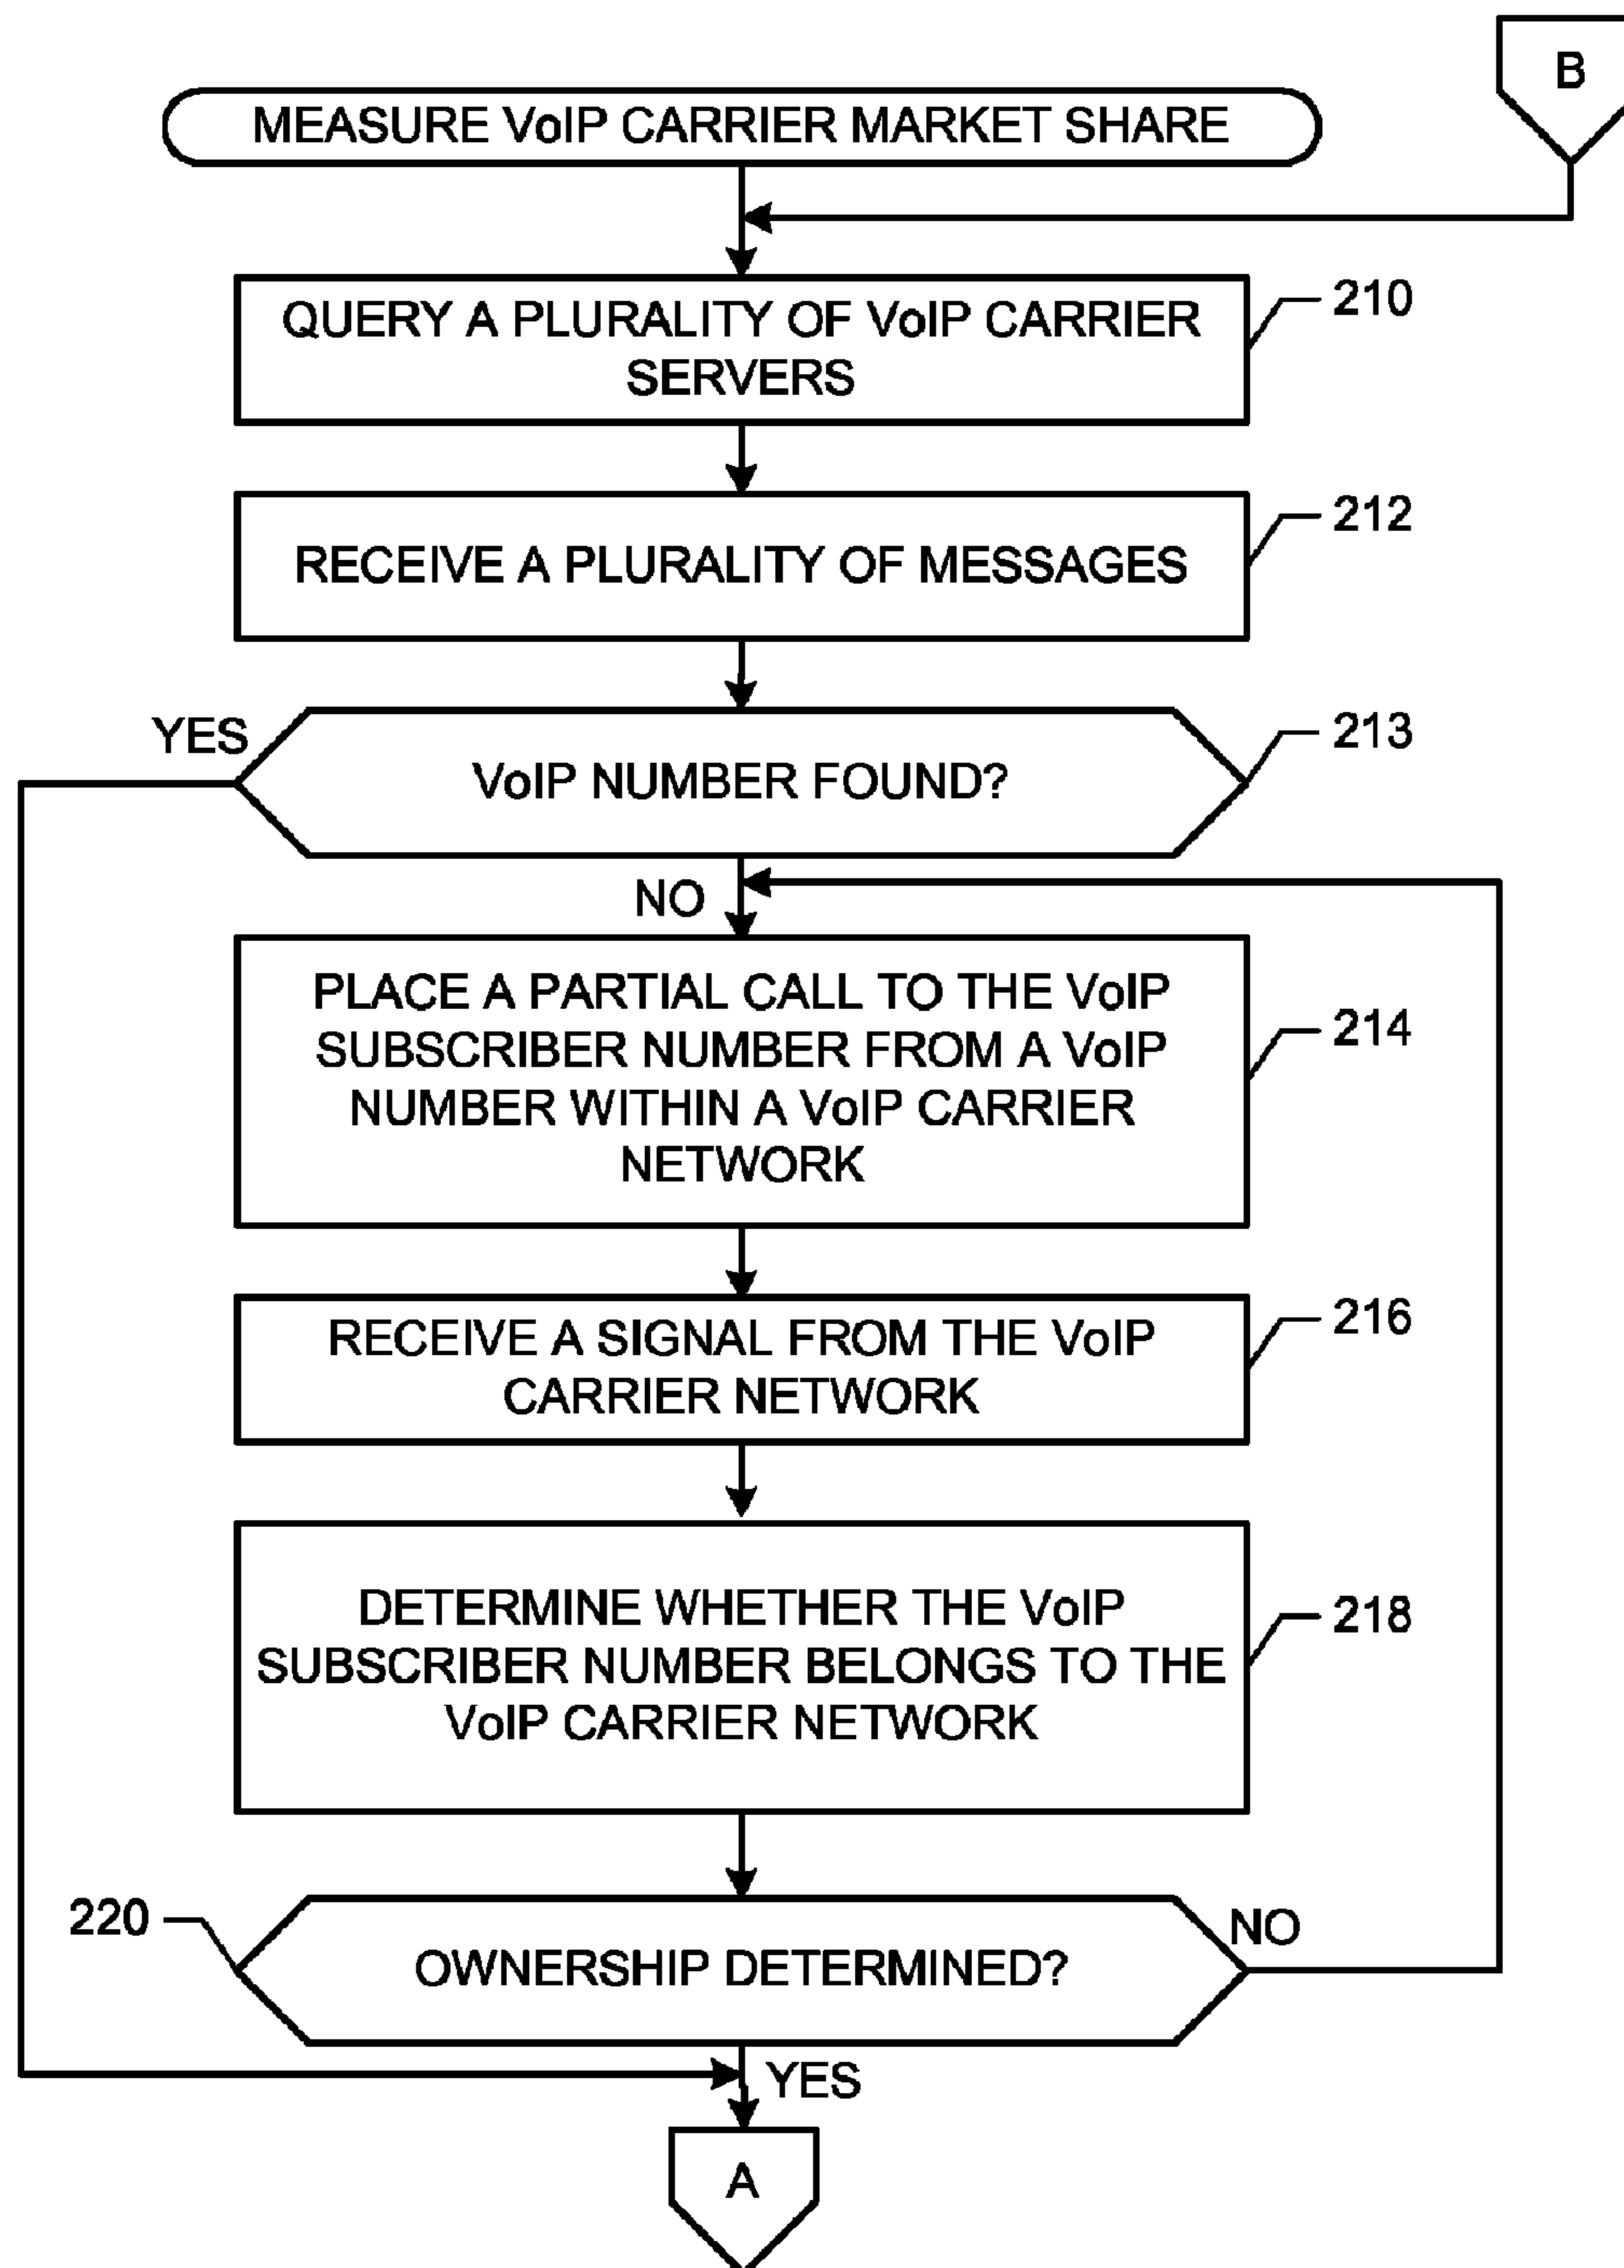 B
MEASURE VoIP CARRIER MARKET SHARE
210
QUERY A PLURALITY OF VoIP CARRIER
SERVERS
212
RECEIVE A PLURALITY OF MESSAGES
YES
213
VoIP NUMBER FOUND?
NO
PLACE A PARTIAL CALL TO THE VoIP
SUBSCRIBER NUMBER FROM A VoIP
NUMBER WITHIN A VoIP CARRIER
NETWORK
214
RECEIVE A SIGNAL FROM THE VoIP
CARRIER NETWORK
216
DETERMINE WHETHER THE VoIP
SUBSCRIBER NUMBER BELONGS TO THE
VoIP CARRIER NETWORK
218
220
NO
OWNERSHIP DETERMINED?
YES
A